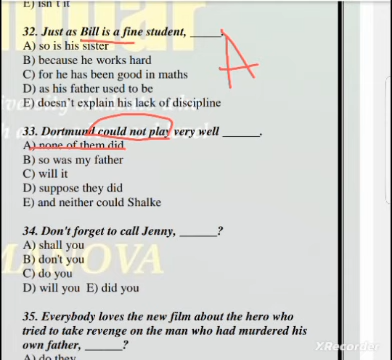 E) isn't it
32. Just as Bill is a fine student, ______.
A) so is his sister
B) because he works hard
C) for he has been good in maths
D) as his father used to be
E) doesn't explain his lack of discipline
A
33. Dortmund could not play very well ______.
A) none of them did
B) so was my father
C) will it
D) suppose they did
E) and neither could Shalke
34. Don't forget to call Jenny, ______?
A) shall you
B) don't you
C) do you
D) will you E) did you
35. Everybody loves the new film about the hero who
tried to take revenge on the man who had murdered his
own father, ______?
A) do they
MANOVA
XRecorder